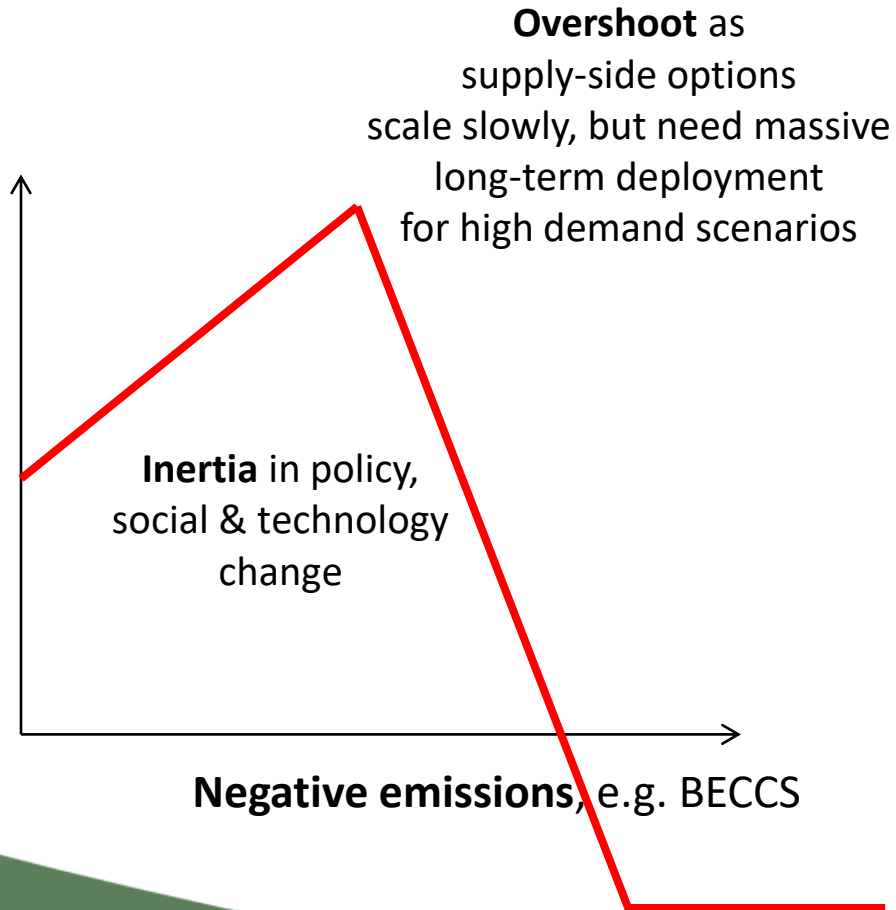 Overshoot as
supply-side options
scale slowly, but need massive
long-term deployment
for high demand scenarios
Inertia in policy,
social & technology
change
Negative emissions, e.g. BECCS